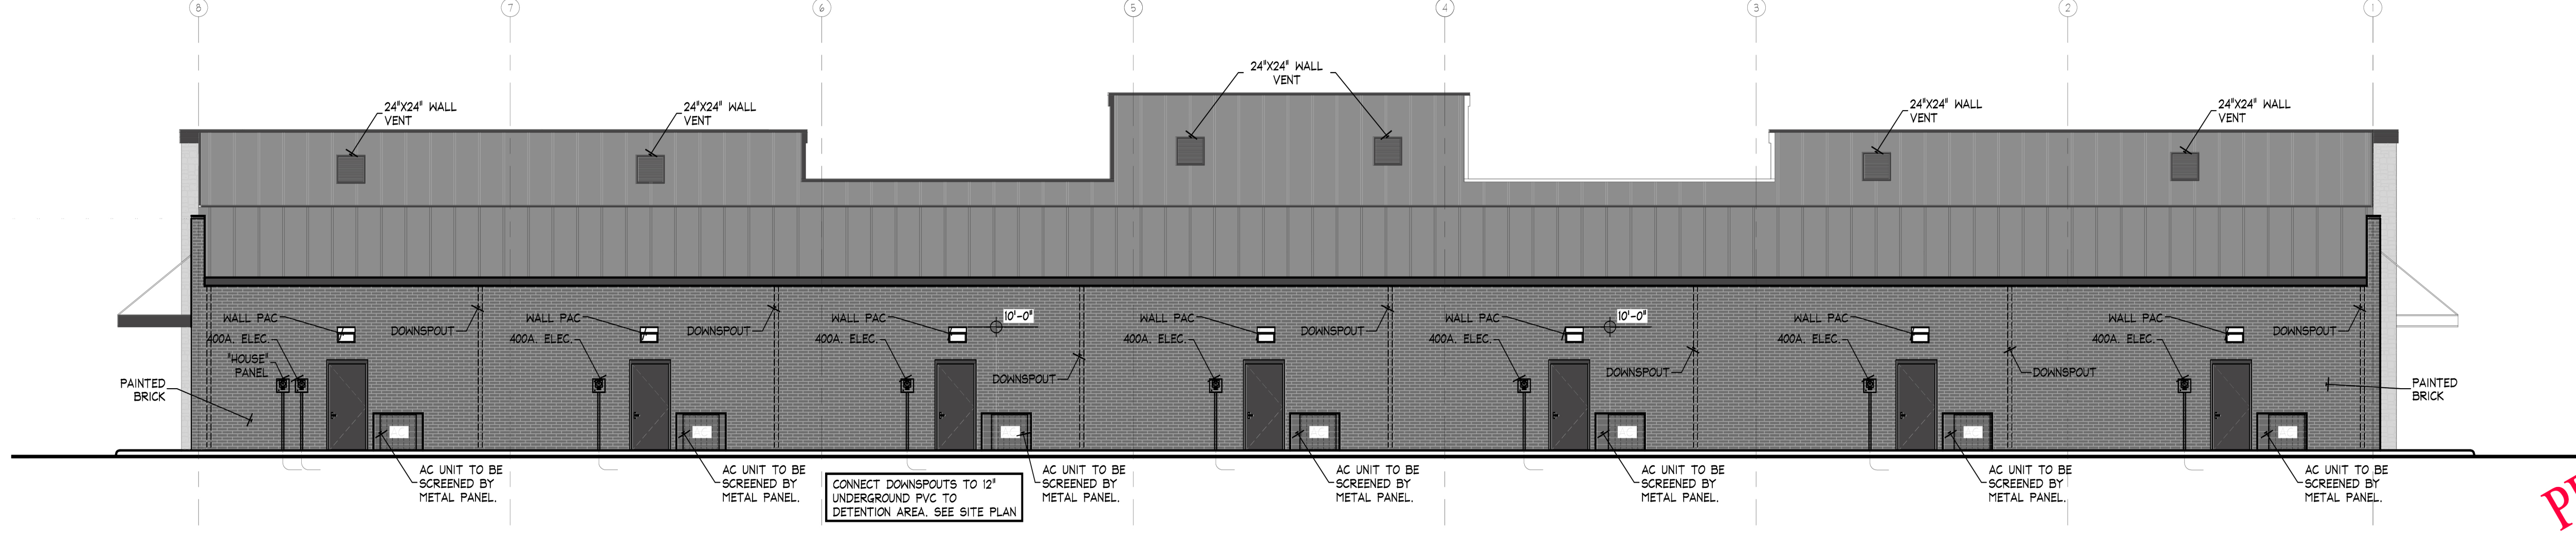 8
7
6
5
4
3
2
1
24"X24" WALL
VENT
24"X24" WALL
VENT
24"X24" WALL
VENT
24"X24" WALL
VENT
24"X24" WALL
VENT
WALL PAC
400A. ELEC.
"HOUSE"
PANEL
PAINTED
BRICK
DOWNSPOUT
WALL PAC
400A. ELEC.
DOWNSPOUT
WALL PAC
400A. ELEC.
10'-0"
DOWNSPOUT
WALL PAC
400A. ELEC.
DOWNSPOUT
WALL PAC
400A. ELEC.
10'-0"
DOWNSPOUT
WALL PAC
400A. ELEC.
DOWNSPOUT
WALL PAC
400A. ELEC.
DOWNSPOUT
PAINTED
BRICK
AC UNIT TO BE
SCREENED BY
METAL PANEL.
AC UNIT TO BE
SCREENED BY
METAL PANEL.
CONNECT DOWNSPOUTS TO 12"
UNDERGROUND PVC TO
DETENTION AREA. SEE SITE PLAN
AC UNIT TO BE
SCREENED BY
METAL PANEL.
AC UNIT TO BE
SCREENED BY
METAL PANEL.
AC UNIT TO BE
SCREENED BY
METAL PANEL.
AC UNIT TO BE
SCREENED BY
METAL PANEL.
AC UNIT TO BE
SCREENED BY
METAL PANEL.